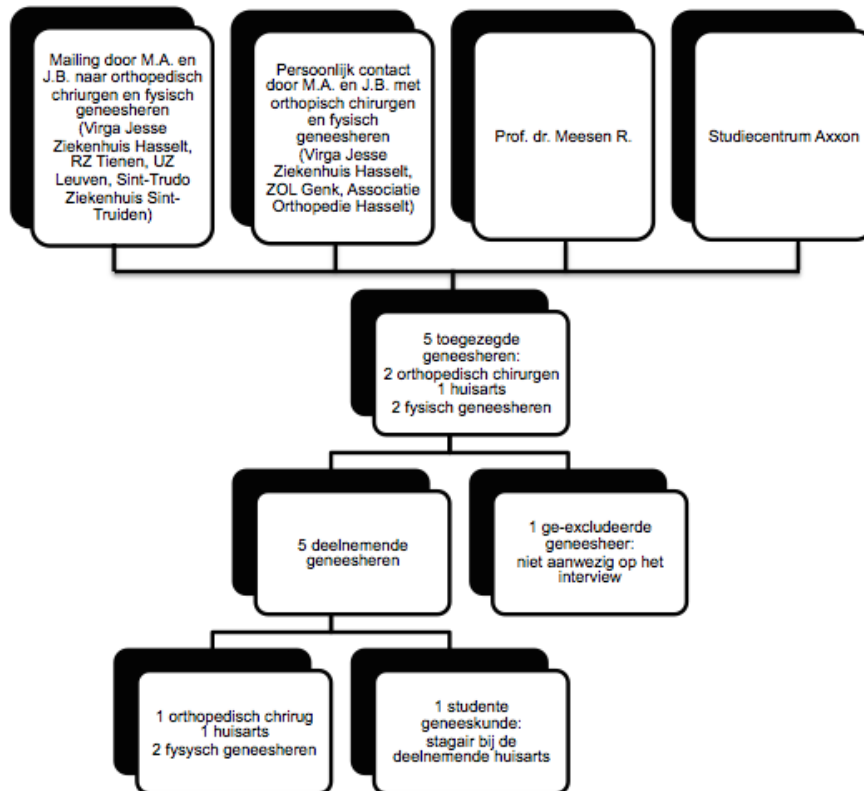 Mailing door M.A. en
J.B. naar orthopedisch
chriurgen en fysisch
geneesheren
(Virga Jesse
Ziekenhuis Hasselt,
RZ Tienen, UZ
Leuven, Sint-Trudo
Ziekenhuis Sint-
Truiden)
Persoonlijk contact
door M.A. en J.B. met
orthopisch chirurgen
en fysisch
geneesheren
(Virga Jesse
Ziekenhuis Hasselt,
ZOL Genk, Associatie
Orthopedie Hasselt)
Prof. dr. Meesen R.
Studiecentrum Axxon
5 toegezegde
geneesheren:
2 orthopedisch chirurgen
1 huisarts
2 fysisch geneesheren
5 deelnemende
geneesheren
1 ge-excludeerde
geneesheer:
niet aanwezig op het
interview
1 orthopedisch chrirug
1 huisarts
2 fysysch geneesheren
1 studente
geneeskunde:
stagair bij de
deelnemende huisarts